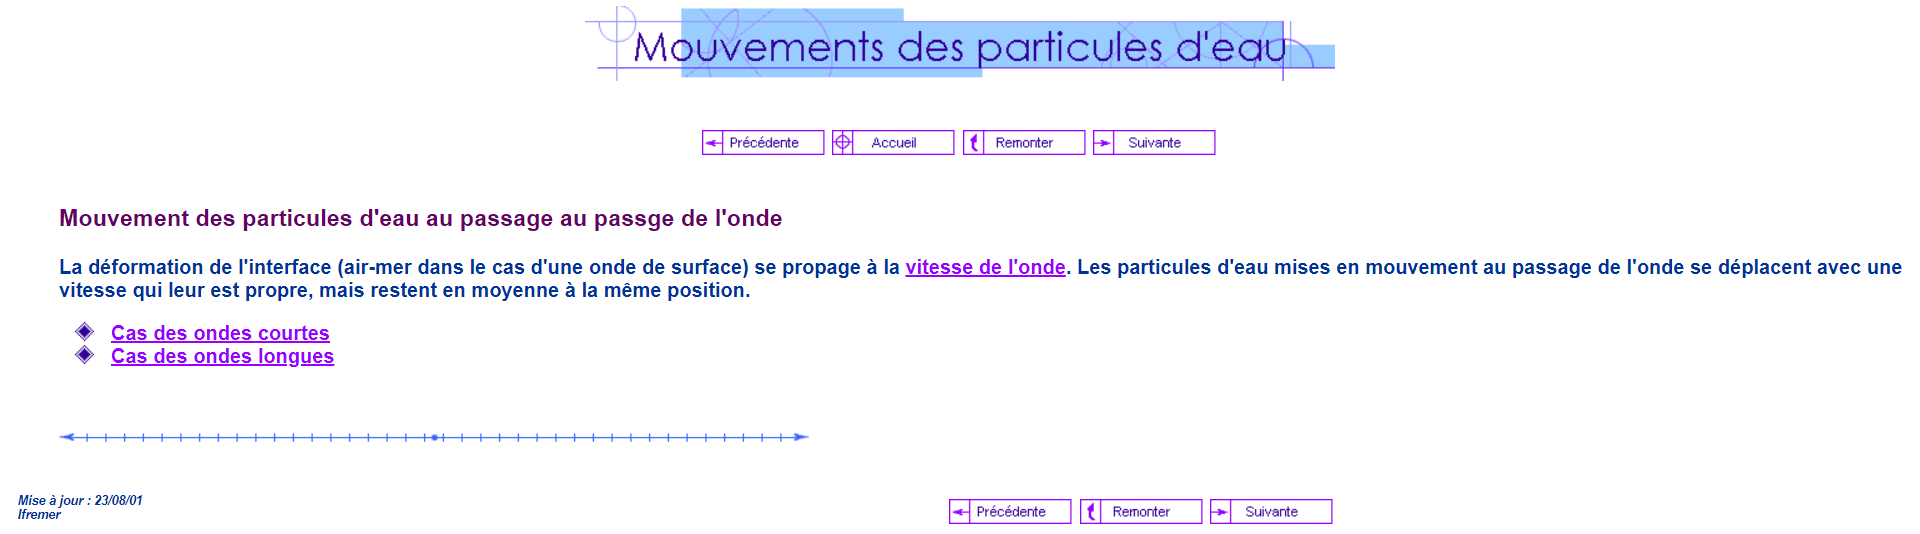 Mouvements des particules d'eau
Précédente Accueil Remonter Suivante
Mouvement des particules d'eau au passage au passge de l'onde
La déformation de l'interface (air-mer dans le cas d'une onde de surface) se propage à la vitesse de l'onde. Les particules d'eau mises en mouvement au passage de l'onde se déplacent avec une
vitesse qui leur est propre, mais restent en moyenne à la même position.
Cas des ondes courtes
Cas des ondes longues
Mise à jour : 23/08/01
Ifremer
Précédente Remonter Suivante